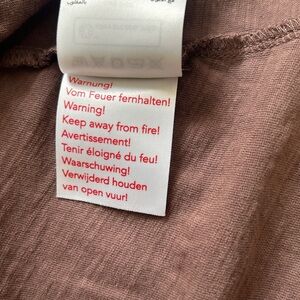 Warnung!
Vom Feuer fernhalten!
Warning!
Keep away from fire!
Avertissement!
Tenir éloigné du feu!
Waarschuwing!
Verwijderd houden
van open vuur!